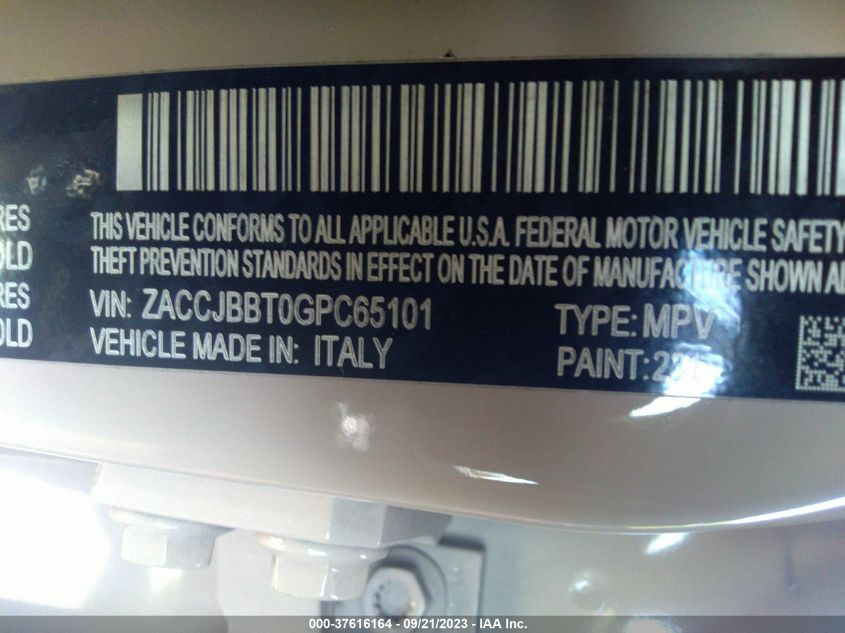 RES
OLD
RES
OLD
THIS VEHICLE CONFORMS TO ALL APPLICABLE U.S.A. FEDERAL MOTOR VEHICLE SAFETY
THEFT PREVENTION STANDARDS IN EFFECT ON THE DATE OF MANUFACTURE SHOWN A
VIN: ZACCJBBT0GPC65101 TYPE: MPV
VEHICLE MADE IN: ITALY PAINT:
000-37616164 - 09/21/2023 - IAA Inc.